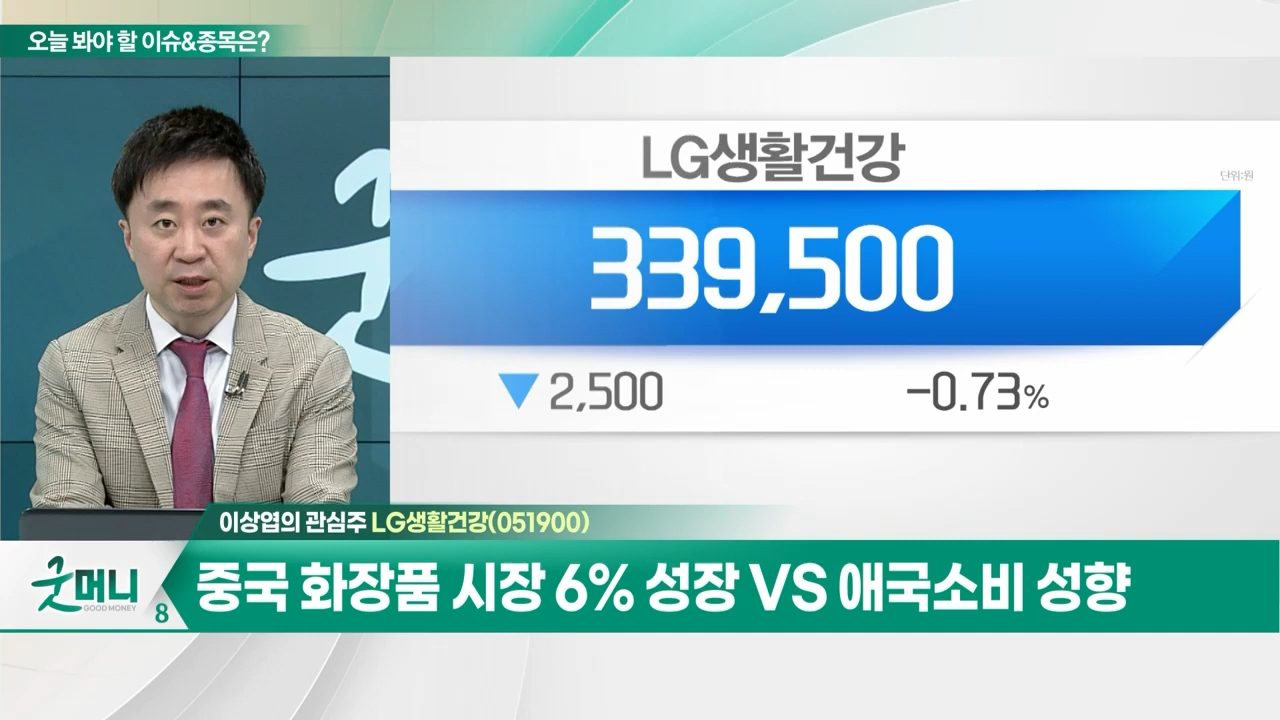 오늘 봐야 할 이슈&종목은?
LG생활건강
단위:원
339,500
▼ 2,500 -0.73%
이상엽의 관심주 LG생활건강(051900)
굿머니
GOOD MONEY
8
중국 화장품 시장 6% 성장 VS 애국소비 성향